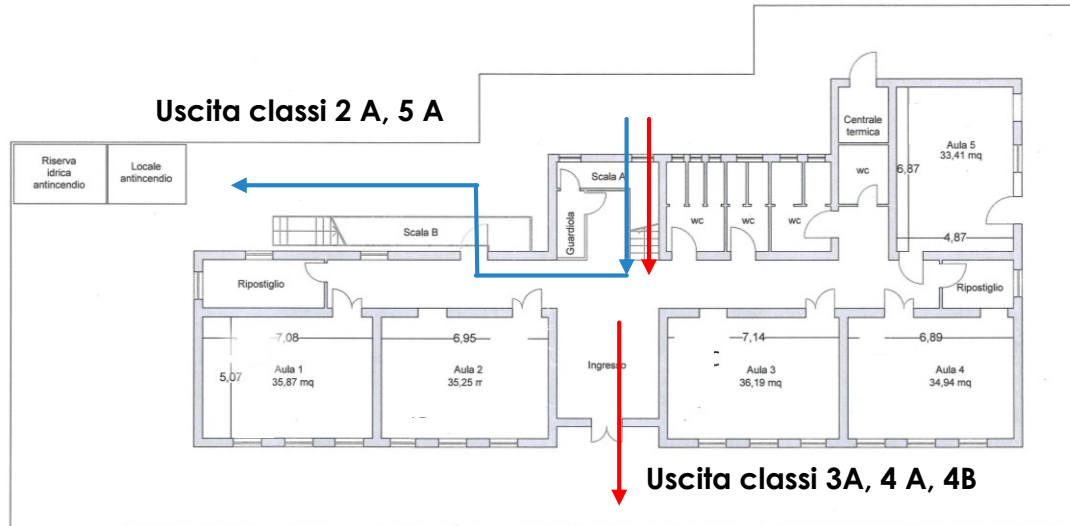 Uscita classi 2 A, 5 A
Riserva
idrica
antincendio
Locale
antincendio
Scala A
Guardiola
Scala B
wc
wc
wc
wc
Centrale
termica
Aula 5
33,41 mq
6,87
4,87
Ripostiglio
Ripostiglio
7,08
5,07
Aula 1
35,87 mq
6,95
Aula 2
35,25 m
Ingresso
7,14
Aula 3
36,19 mq
6,89
Aula 4
34,94 mq
Uscita classi 3A, 4 A, 4B